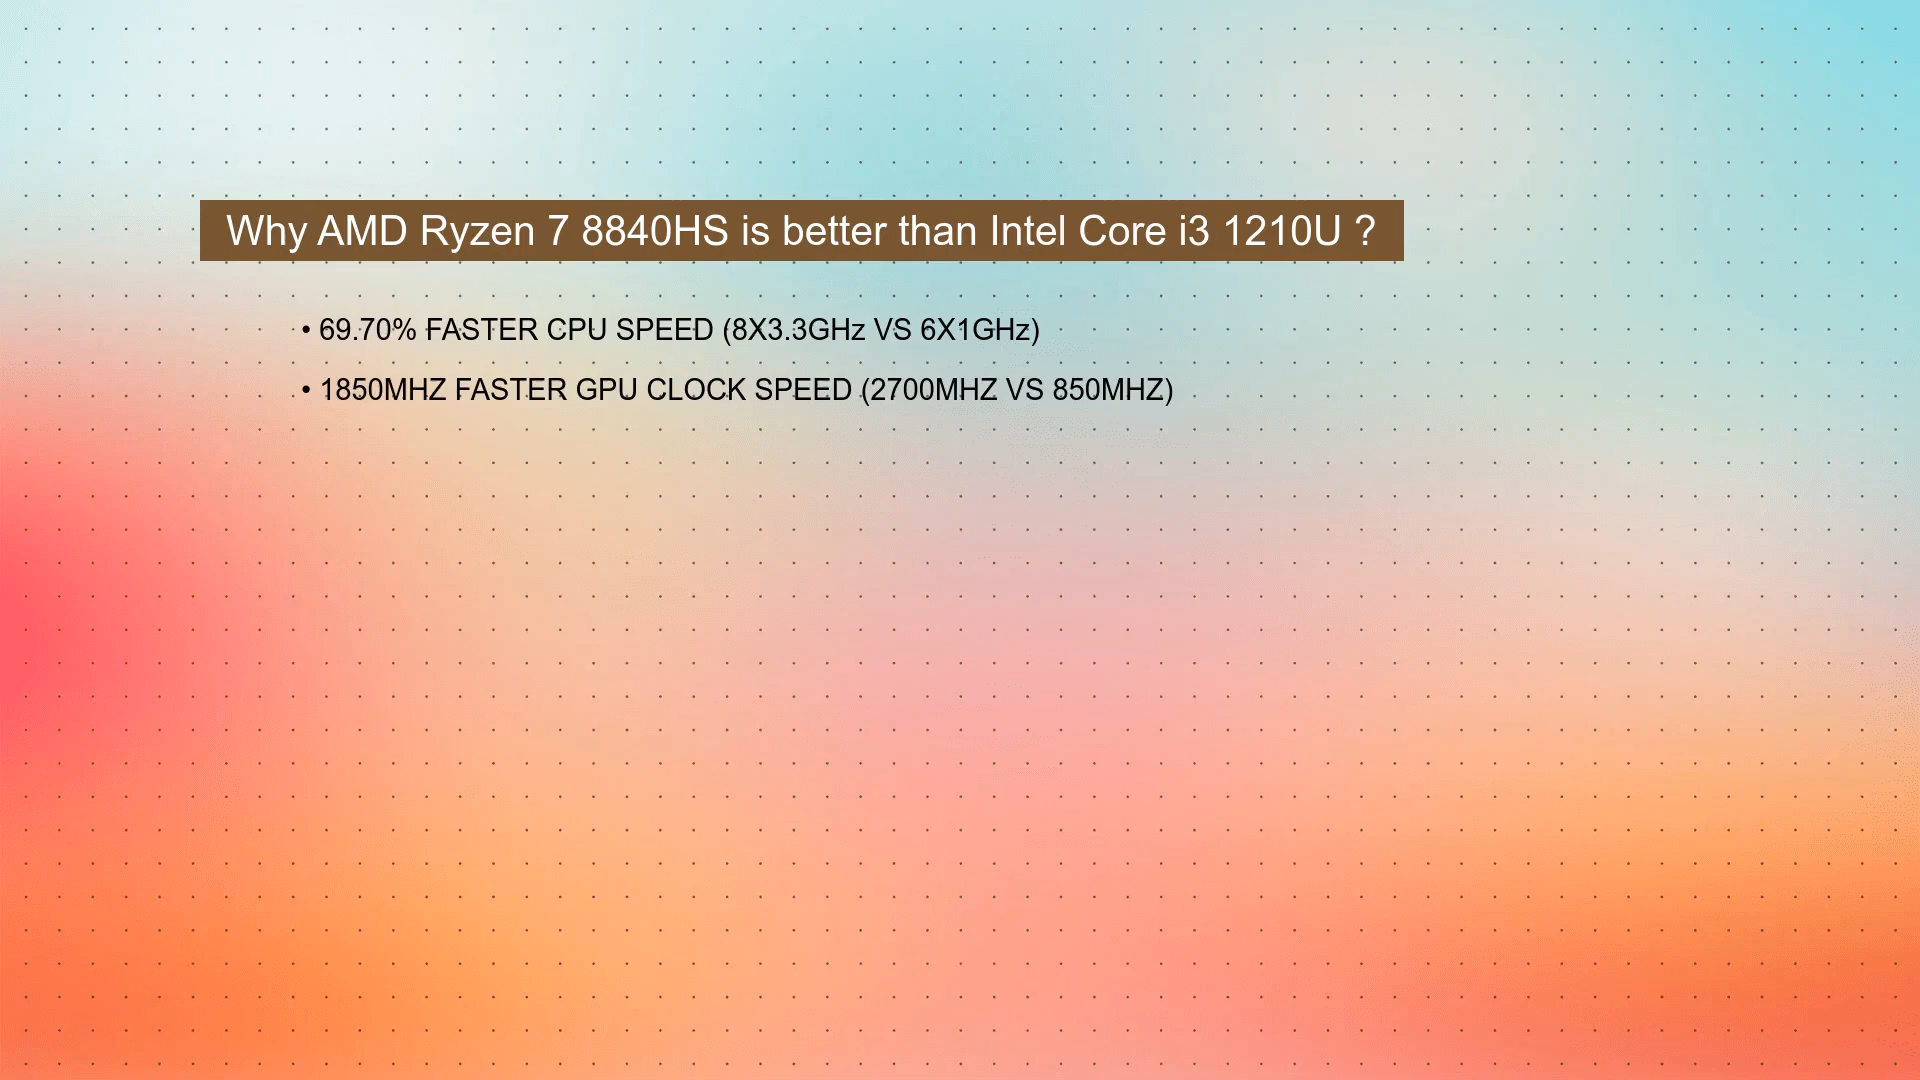 Why AMD Ryzen 7 8840HS is better than Intel Core i3 1210U ?
• 69.70% FASTER CPU SPEED (8X3.3GHz VS 6X1GHz)
• 1850MHZ FASTER GPU CLOCK SPEED (2700MHZ VS 850MHZ)